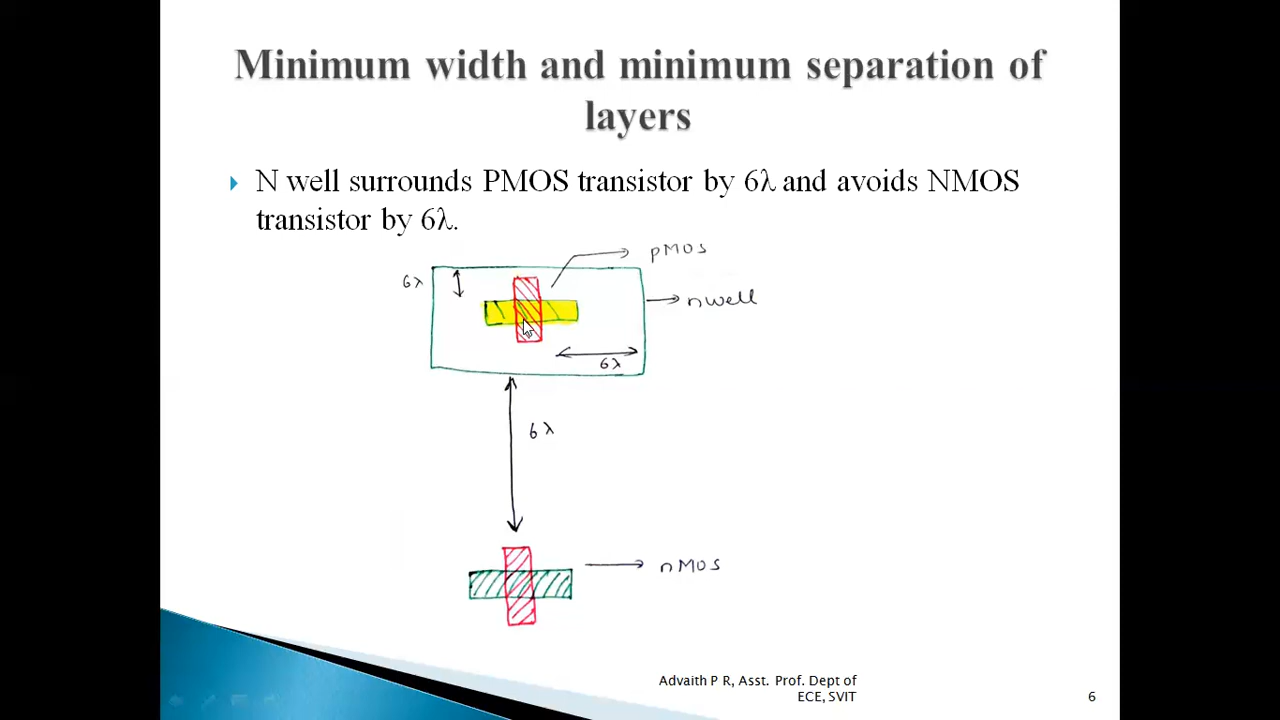 Minimum width and minimum separation of
layers
N well surrounds PMOS transistor by 6λ and avoids NMOS
transistor by 6λ.
pMOS
6λ
nwell
6λ
6λ
nMOS
Advaith P R, Asst. Prof. Dept of
ECE, SVIT
6